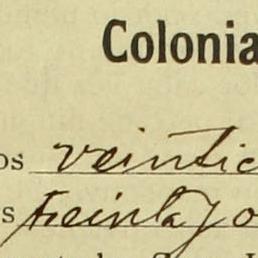 Colonia
os veintic
s treinta y o